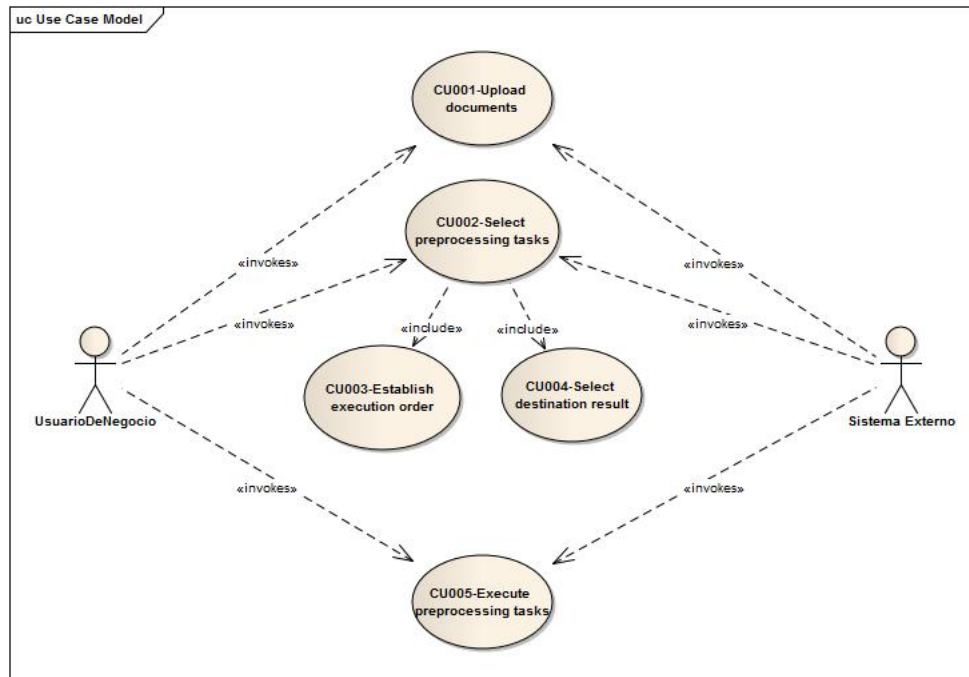 uc Use Case Model
CU001-Upload
documents
CU002-Select
preprocessing tasks
«invokes»
«invokes»
«invokes»
«invokes»
«include»
«include»
CU003-Establish
execution order
CU004-Select
destination result
UsuarioDeNegocio
Sistema Externo
«invokes»
«invokes»
CU005-Execute
preprocessing tasks